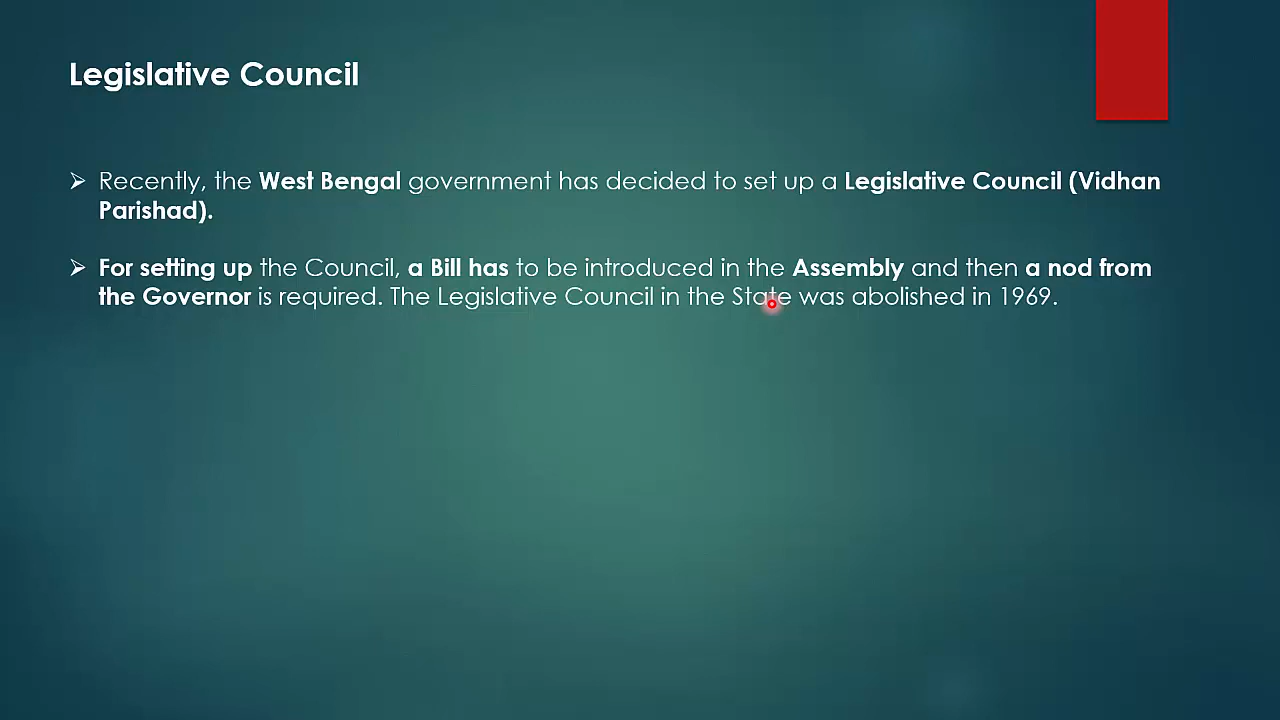 Legislative Council
Recently, the West Bengal government has decided to set up a Legislative Council (Vidhan
Parishad).
For setting up the Council, a Bill has to be introduced in the Assembly and then a nod from
the Governor is required. The Legislative Council in the State was abolished in 1969.